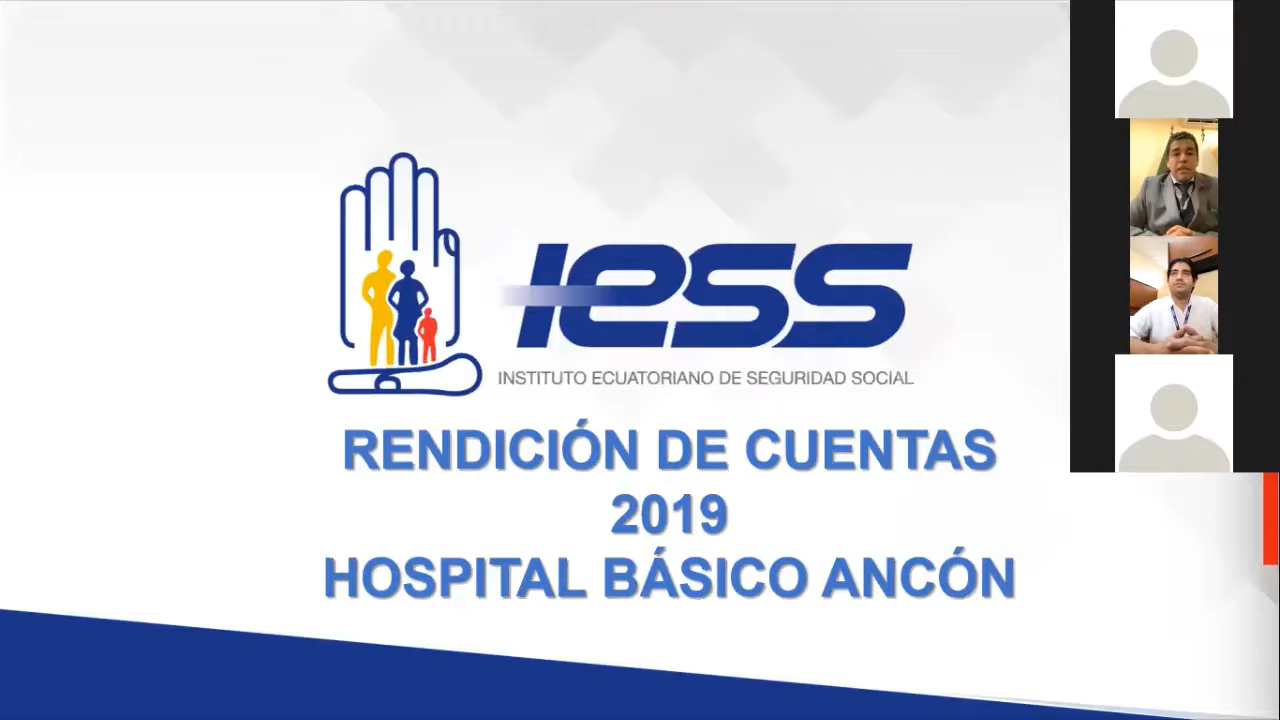 IESS
INSTITUTO ECUATORIANO DE SEGURIDAD SOCIAL
RENDICIÓN DE CUENTAS
2019
HOSPITAL BÁSICO ANCÓN